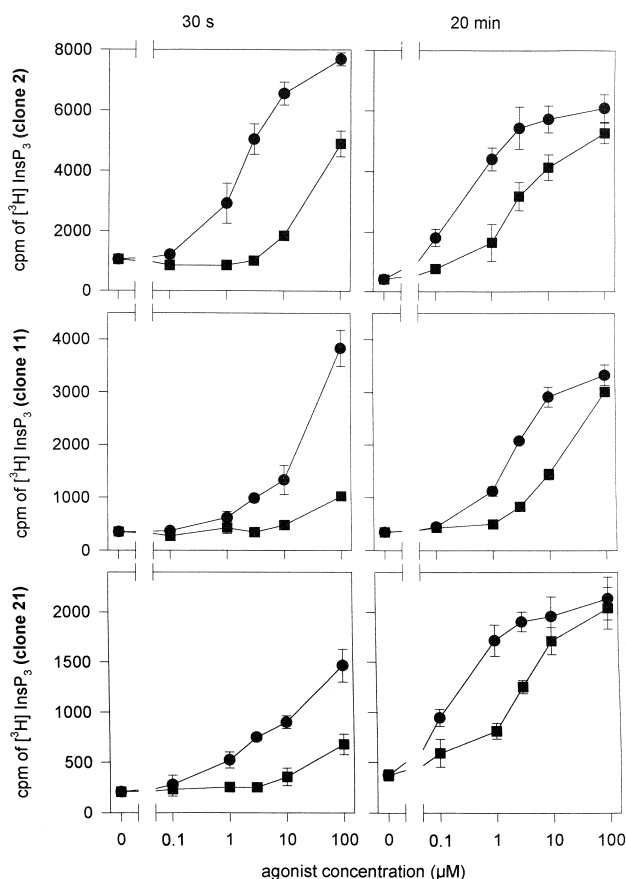 30 s
20 min
cpm of [³H] InsP₃ (clone 2)
8000
6000
4000
2000
0
cpm of [³H] InsP₃ (clone 11)
4000
3000
2000
1000
0
cpm of [³H] InsP₃ (clone 21)
2000
1500
1000
500
0
0 0.1 1 10 100
0 0.1 1 10 100
agonist concentration (µM)